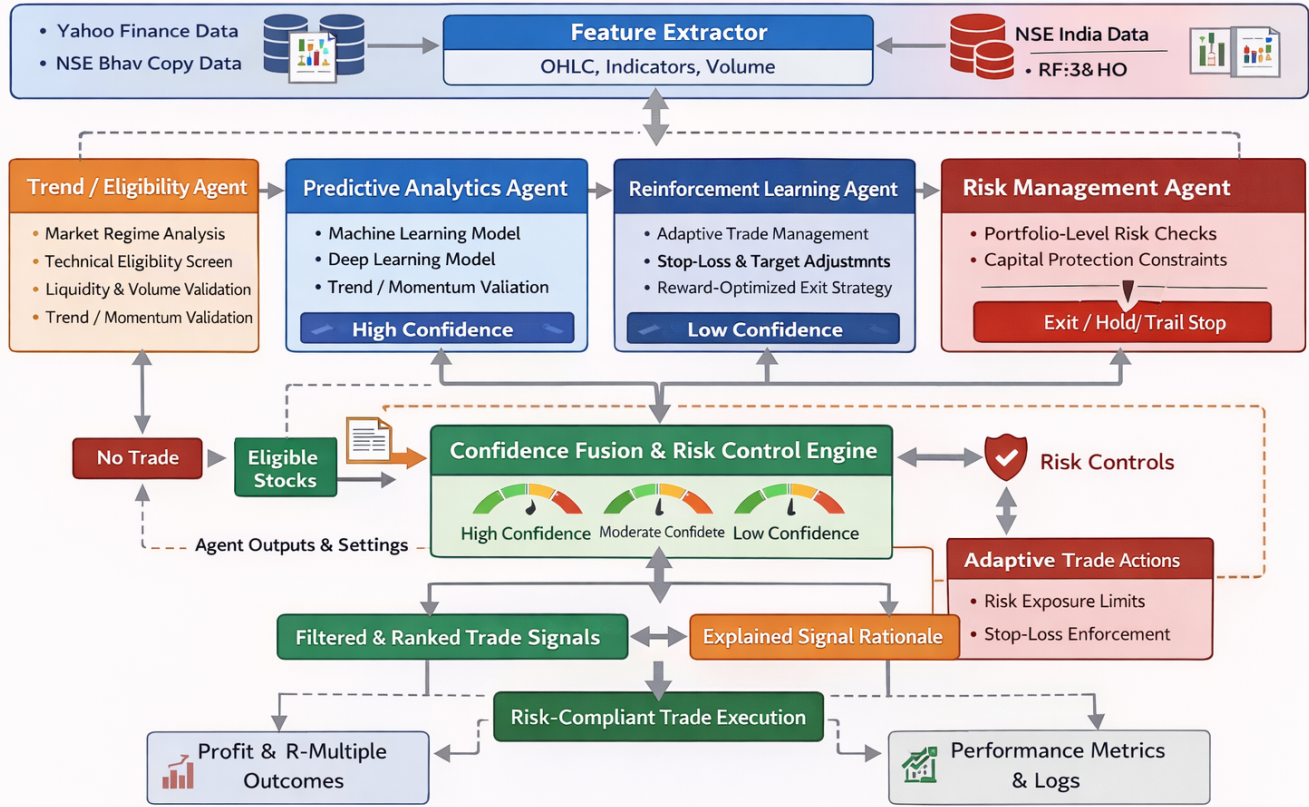 • Yahoo Finance Data
• NSE Bhav Copy Data
Feature Extractor
OHLC, Indicators, Volume
NSE India Data
• RF:3& HO
Trend / Eligibility Agent
• Market Regime Analysis
• Technical Eligiblity Screen
• Liquidity & Volume Validation
• Trend / Momentum Validation
Predictive Analytics Agent
• Machine Learning Model
• Deep Learning Model
• Trend / Momentum Valiation
High Confidence
Reinforcement Learning Agent
• Adaptive Trade Management
• Stop-Loss & Target Adjustmnts
• Reward-Optimized Exit Strategy
Low Confidence
Risk Management Agent
• Portfolio-Level Risk Checks
• Capital Protection Constraints
Exit / Hold/ Trail Stop
No Trade
Eligible
Stocks
Confidence Fusion & Risk Control Engine
High Confidence
Moderate Confidete
Low Confidence
Risk Controls
Agent Outputs & Settings
Adaptive Trade Actions
• Risk Exposure Limits
• Stop-Loss Enforcement
Filtered & Ranked Trade Signals
Explained Signal Rationale
Risk-Compliant Trade Execution
Profit & R-Multiple
Outcomes
Performance Metrics
& Logs